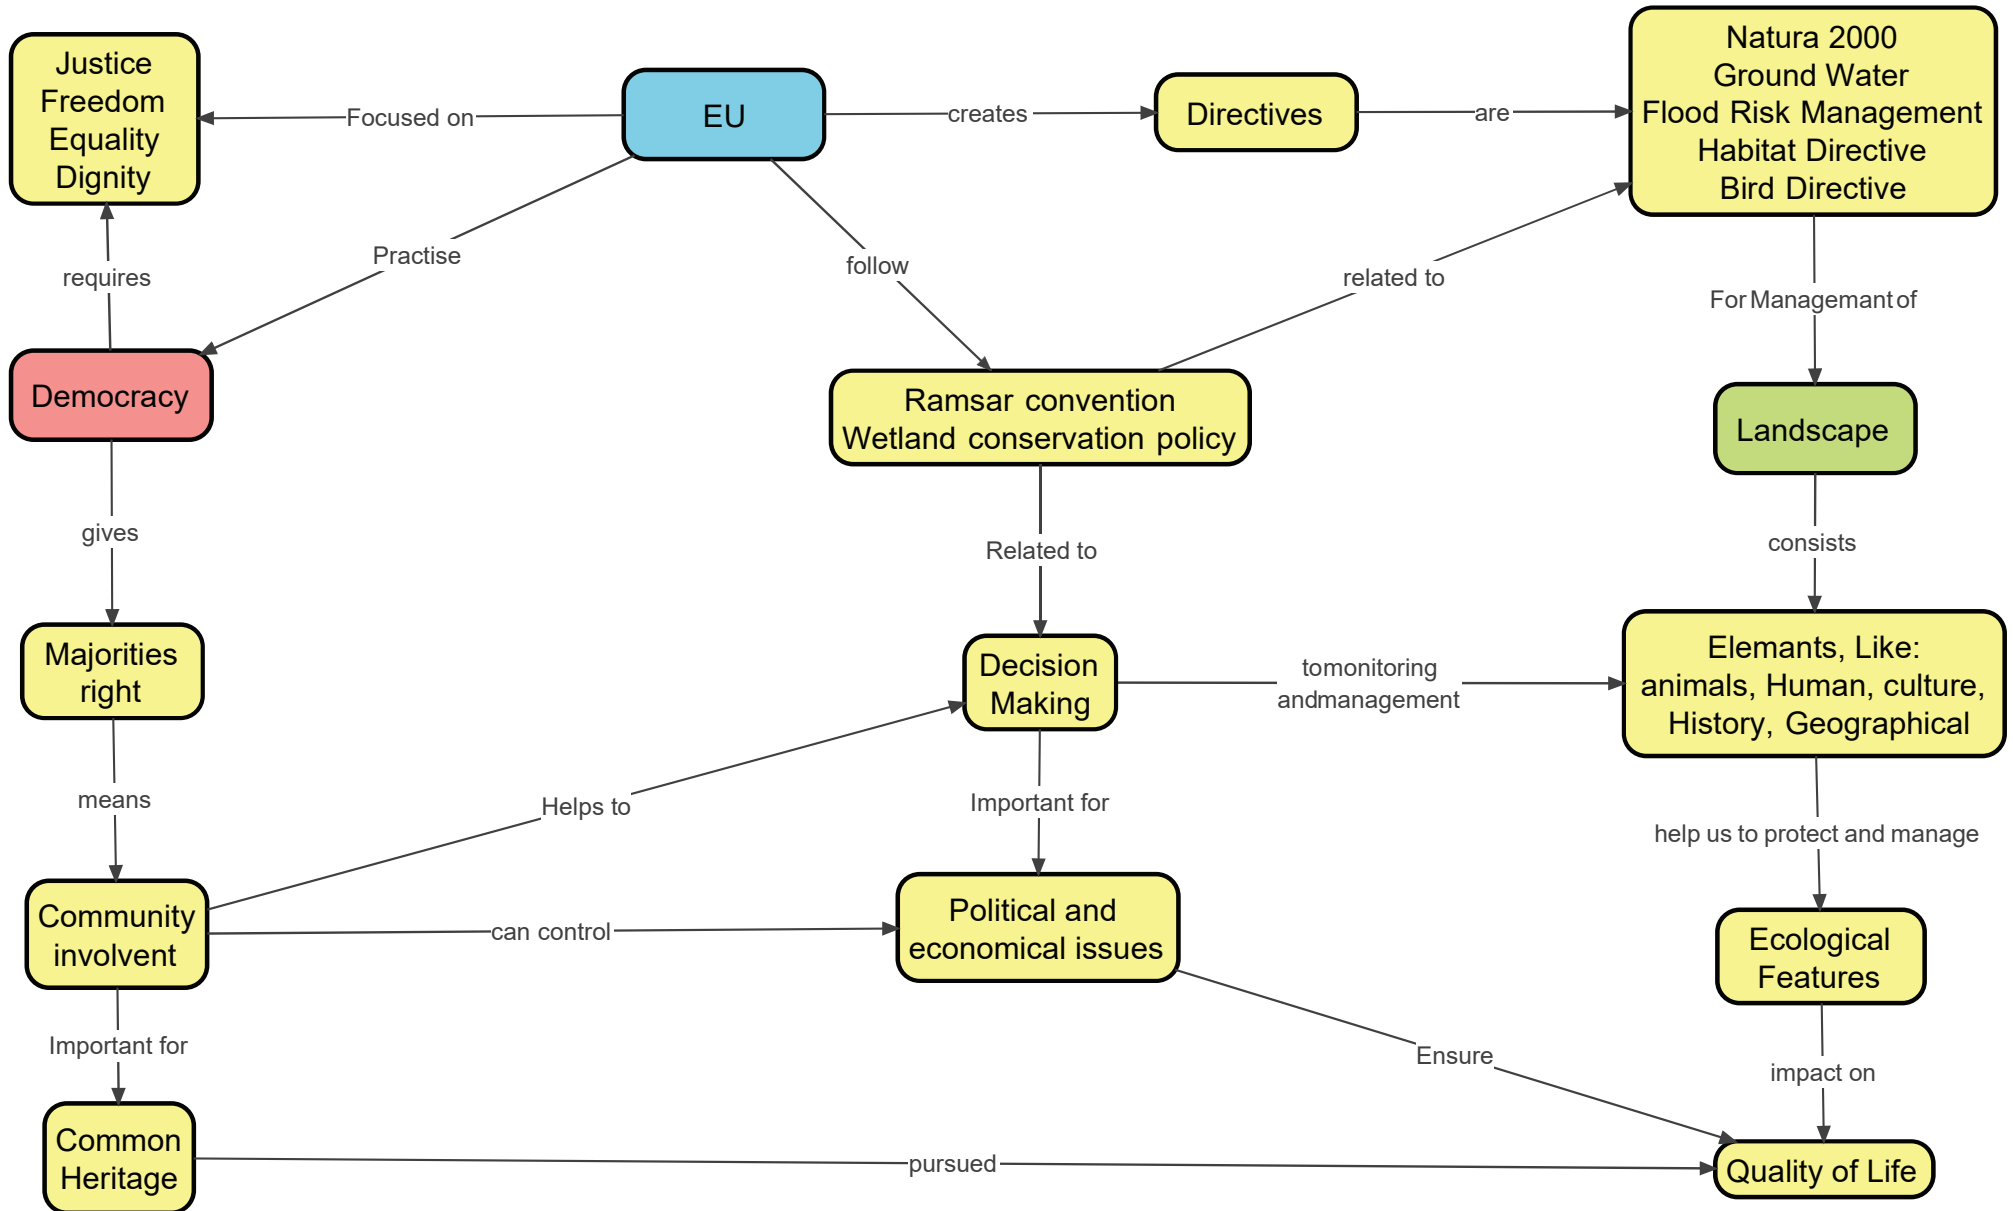 Justice
Freedom
Equality
Dignity
Focused on
EU
creates
Directives
are
Natura 2000
Ground Water
Flood Risk Management
Habitat Directive
Bird Directive
requires
Practise
follow
related to
For Managemant of
Democracy
Ramsar convention
Wetland conservation policy
Landscape
gives
Related to
consists
Majorities
right
Decision
Making
tomonitoring
andmanagement
Elemants, Like:
animals, Human, culture,
History, Geographical
means
Helps to
Important for
help us to protect and manage
Community
involvent
can control
Political and
economical issues
Ecological
Features
Important for
Ensure
impact on
Common
Heritage
pursued
Quality of Life